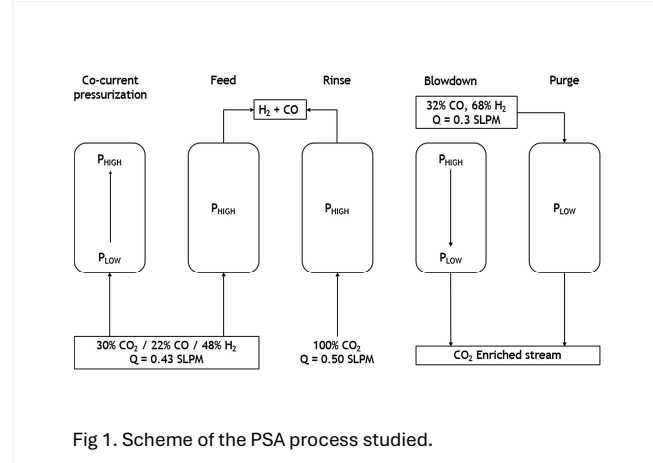 Co-current
pressurization
Feed
Rinse
Blowdown
Purge
H₂ + CO
32% CO, 68% H₂
Q = 0.3 SLPM
P_HIGH
P_LOW
P_HIGH
P_HIGH
P_HIGH
P_LOW
P_LOW
30% CO₂ / 22% CO / 48% H₂
Q = 0.43 SLPM
100% CO₂
Q = 0.50 SLPM
CO₂ Enriched stream
Fig 1. Scheme of the PSA process studied.